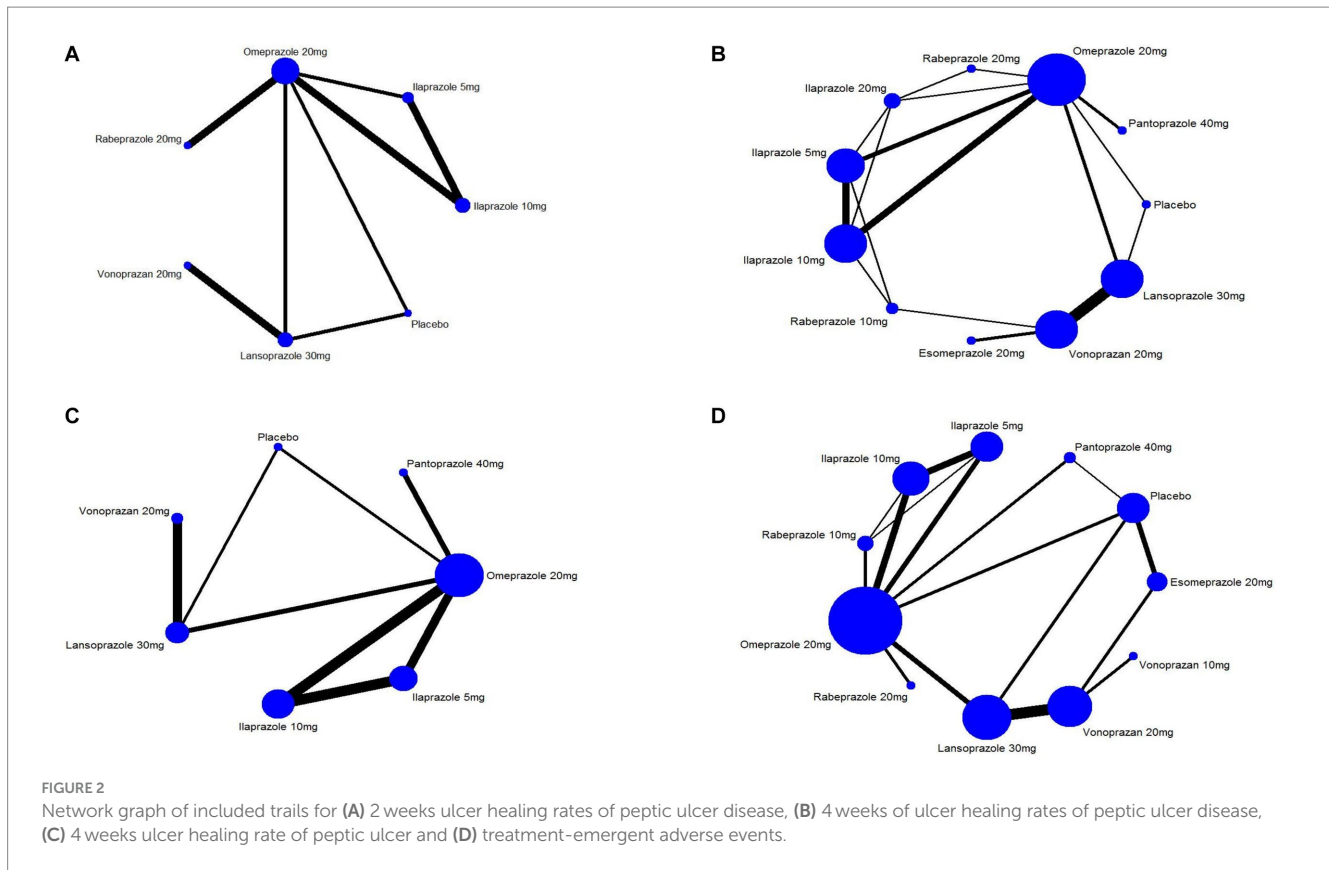 A
Omeprazole 20mg
Ilaprazole 5mg
Rabeprazole 20mg
Ilaprazole 10mg
Vonoprazan 20mg
Placebo
Lansoprazole 30mg
B
Omeprazole 20mg
Rabeprazole 20mg
Ilaprazole 20mg
Pantoprazole 40mg
Ilaprazole 5mg
Placebo
Ilaprazole 10mg
Lansoprazole 30mg
Rabeprazole 10mg
Vonoprazan 20mg
Esomeprazole 20mg
C
Placebo
Pantoprazole 40mg
Vonoprazan 20mg
Omeprazole 20mg
Lansoprazole 30mg
Ilaprazole 5mg
Ilaprazole 10mg
D
Ilaprazole 5mg
Pantoprazole 40mg
Ilaprazole 10mg
Placebo
Rabeprazole 10mg
Esomeprazole 20mg
Omeprazole 20mg
Vonoprazan 10mg
Rabeprazole 20mg
Vonoprazan 20mg
Lansoprazole 30mg
FIGURE 2
Network graph of included trails for (A) 2 weeks ulcer healing rates of peptic ulcer disease, (B) 4 weeks of ulcer healing rates of peptic ulcer disease,
(C) 4 weeks ulcer healing rate of peptic ulcer and (D) treatment-emergent adverse events.